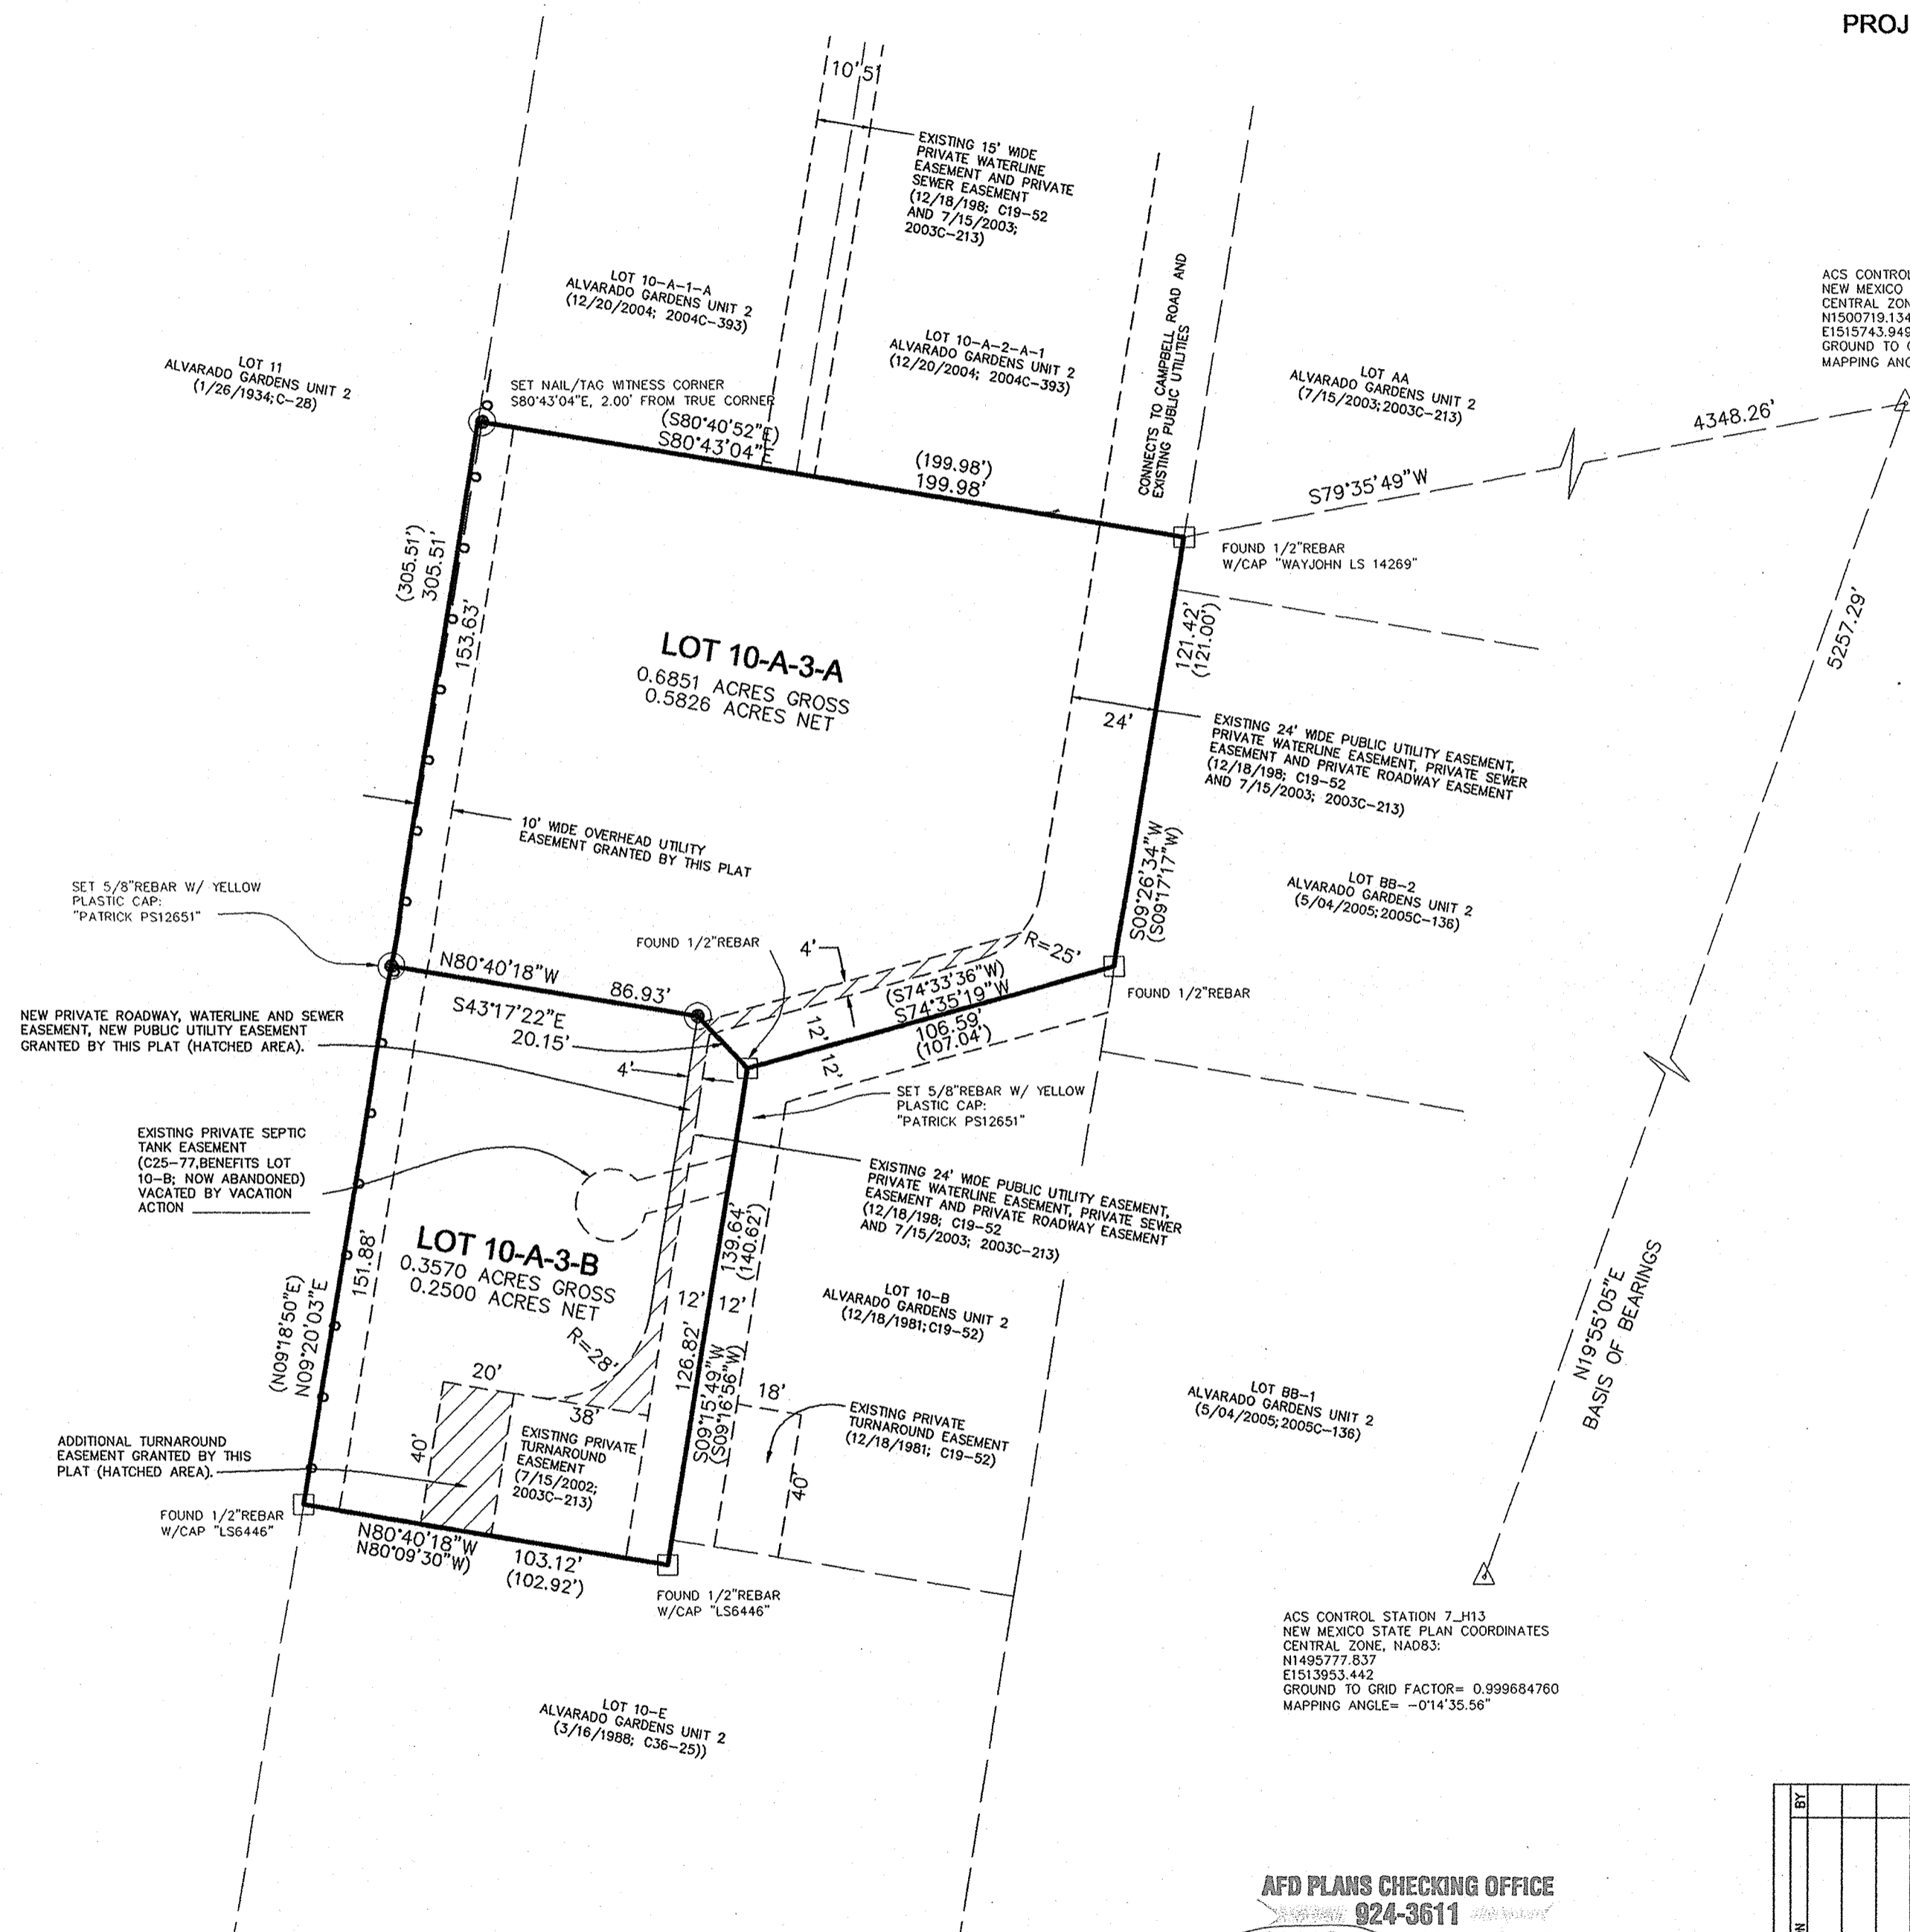 PROJ
10' 5'
EXISTING 15' WIDE
PRIVATE WATERLINE
EASEMENT AND PRIVATE
SEWER EASEMENT
(12/18/198; C19-52
AND 7/15/2003;
2003C-213)
LOT 10-A-1-A
ALVARADO GARDENS UNIT 2
(12/20/2004; 2004C-393)
LOT 10-A-2-A-1
ALVARADO GARDENS UNIT 2
(12/20/2004; 2004C-393)
CONNECTS TO CAMPBELL ROAD AND
EXISTING PUBLIC UTILITIES
LOT 11
ALVARADO GARDENS UNIT 2
(1/26/1934;C-28)
LOT AA
ALVARADO GARDENS UNIT 2
(7/15/2003;2003C-213)
ACS CONTROL
NEW MEXICO
CENTRAL ZON
N1500719.134
E1515743.949
GROUND TO
MAPPING ANG
SET NAIL/TAG WITNESS CORNER
S80°43'04"E, 2.00' FROM TRUE CORNER
(S80°40'52"E)
S80°43'04"E
(199.98')
199.98'
4348.26'
S79°35'49"W
FOUND 1/2"REBAR
W/CAP "WAYJOHN LS 14269"
(305.51')
305.51'
153.63'
LOT 10-A-3-A
0.6851 ACRES GROSS
0.5826 ACRES NET
121.42'
(121.00')
5257.29'
24'
EXISTING 24' WIDE PUBLIC UTILITY EASEMENT,
PRIVATE WATERLINE EASEMENT, PRIVATE SEWER
EASEMENT AND PRIVATE ROADWAY EASEMENT
(12/18/198; C19-52
AND 7/15/2003; 2003C-213)
10' WIDE OVERHEAD UTILITY
EASEMENT GRANTED BY THIS PLAT
S09°26'34"W
(S09°17'17"W)
LOT BB-2
ALVARADO GARDENS UNIT 2
(5/04/2005;2005C-136)
SET 5/8"REBAR W/ YELLOW
PLASTIC CAP:
"PATRICK PS12651"
FOUND 1/2"REBAR
4'
R=25'
N80°40'18"W
86.93'
(S74°33'36"W)
S74°35'19"W
106.59'
(107.04')
FOUND 1/2"REBAR
S43°17'22"E
20.15'
NEW PRIVATE ROADWAY, WATERLINE AND SEWER
EASEMENT, NEW PUBLIC UTILITY EASEMENT
GRANTED BY THIS PLAT (HATCHED AREA).
12'
12'
4'
SET 5/8"REBAR W/ YELLOW
PLASTIC CAP:
"PATRICK PS12651"
EXISTING PRIVATE SEPTIC
TANK EASEMENT
(C25-77,BENEFITS LOT
10-B; NOW ABANDONED)
VACATED BY VACATION
ACTION ____________
EXISTING 24' WIDE PUBLIC UTILITY EASEMENT,
PRIVATE WATERLINE EASEMENT, PRIVATE SEWER
EASEMENT AND PRIVATE ROADWAY EASEMENT
(12/18/198; C19-52
AND 7/15/2003; 2003C-213)
139.64'
(140.62')
151.88'
LOT 10-A-3-B
0.3570 ACRES GROSS
0.2500 ACRES NET
12' 12'
LOT 10-B
ALVARADO GARDENS UNIT 2
(12/18/1981;C19-52)
(N09°18'50"E)
N09°20'03"E
R=28'
126.82'
S09°15'49"W
(S09°16'56"W)
N19°55'05"E
BASIS OF BEARINGS
20'
38'
40'
18'
40'
EXISTING PRIVATE
TURNAROUND EASEMENT
(12/18/1981; C19-52)
LOT BB-1
ALVARADO GARDENS UNIT 2
(5/04/2005;2005C-136)
EXISTING PRIVATE
TURNAROUND
EASEMENT
(7/15/2002;
2003C-213)
ADDITIONAL TURNAROUND
EASEMENT GRANTED BY THIS
PLAT (HATCHED AREA).
FOUND 1/2"REBAR
W/CAP "LS6446"
N80°40'18"W
N80°09'30"W)
103.12'
(102.92')
FOUND 1/2"REBAR
W/CAP "LS6446"
ACS CONTROL STATION 7_H13
NEW MEXICO STATE PLAN COORDINATES
CENTRAL ZONE, NAD83:
N1495777.837
E1513953.442
GROUND TO GRID FACTOR= 0.999684760
MAPPING ANGLE= -0°14'35.56"
LOT 10-E
ALVARADO GARDENS UNIT 2
(3/16/1988; C36-25))
BY
AFD PLANS CHECKING OFFICE
924-3611